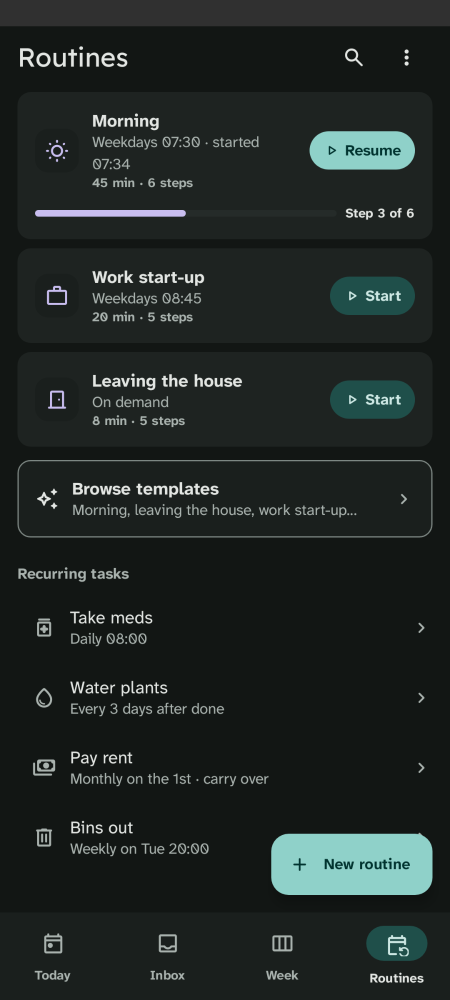 Routines
Morning
Weekdays 07:30 · started
07:34
45 min · 6 steps
Resume
Step 3 of 6
Work start-up
Weekdays 08:45
20 min · 5 steps
Start
Leaving the house
On demand
8 min · 5 steps
Start
Browse templates
Morning, leaving the house, work start-up...
Recurring tasks
Take meds
Daily 08:00
Water plants
Every 3 days after done
Pay rent
Monthly on the 1st · carry over
Bins out
Weekly on Tue 20:00
New routine
Today
Inbox
Week
Routines